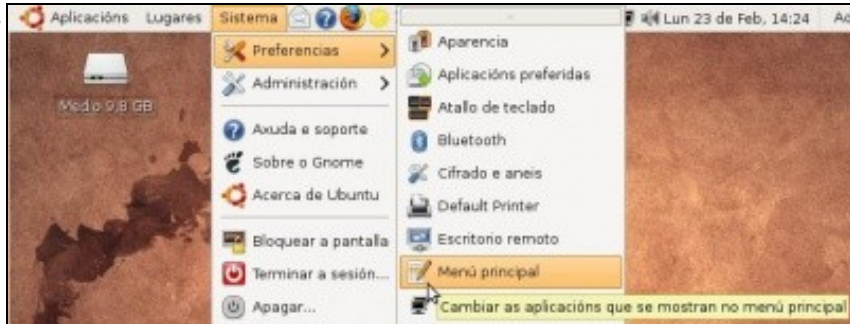 Aplicacións Lugares Sistema Lun 23 de Feb, 14:24
Medio 9,8 GB
Preferencias
Administración
Axuda e soporte
Sobre o Gnome
Acerca de Ubuntu
Bloquear a pantalla
Terminar a sesión...
Apagar...
Aparencia
Aplicacións preferidas
Atallo de teclado
Bluetooth
Cifrado e aneis
Default Printer
Escritorio remoto
Menú principal
Cambiar as aplicacións que se mostran no menú principal